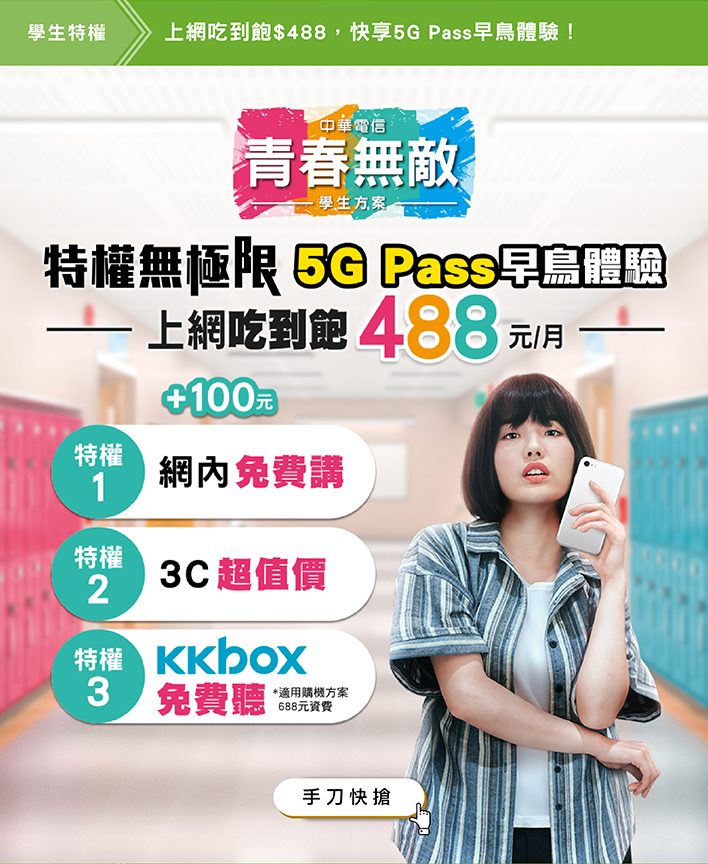 學生特權
上網吃到飽$488，快享5G Pass早鳥體驗！
中華電信
青春無敵
學生方案
特權無極限 5G Pass早鳥體驗
上網吃到飽 488 元/月
+100元
特權
1
網內免費講
特權
2
3C超值價
特權
3
KKBOX
免費聽
*適用購機方案
688元資費
手刀快搶